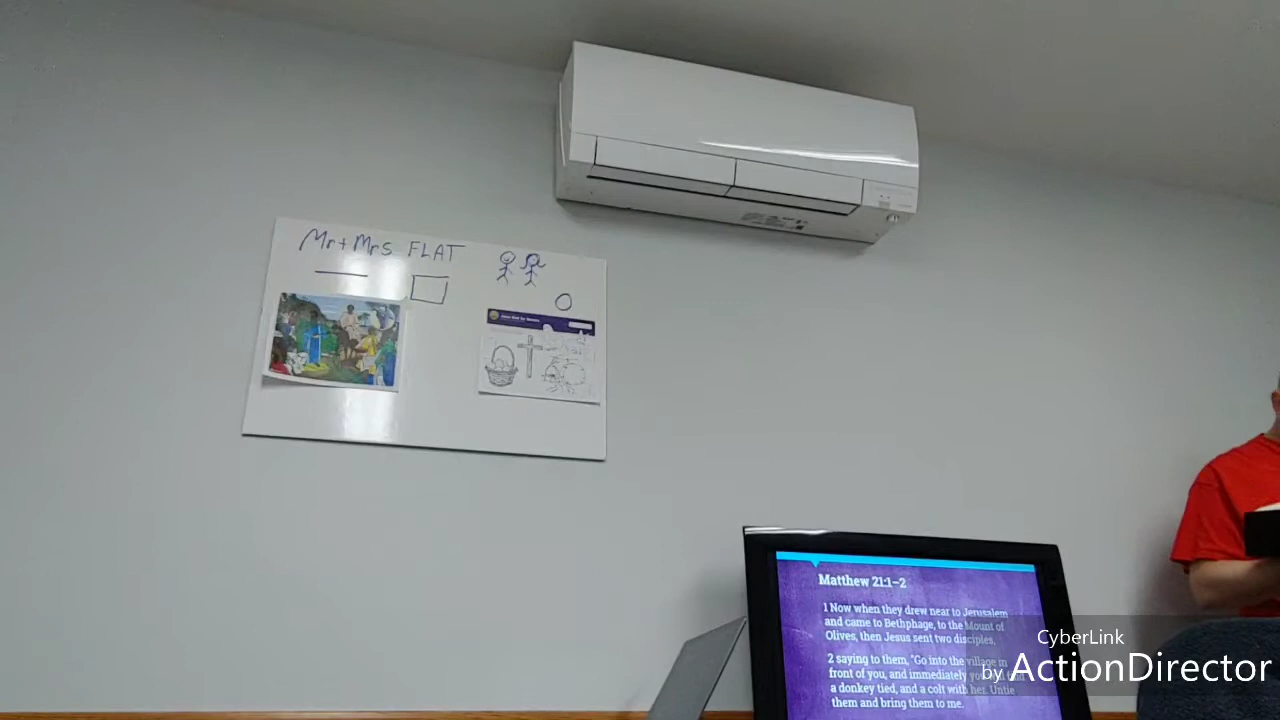 Mr + Mrs FLAT
Matthew 21:1–2
1 Now when they drew near to Jerusalem
and came to Bethphage, to the Mount of
Olives, then Jesus sent two disciples,
2 saying to them, "Go into the village in
front of you, and immediately you
a donkey tied, and a colt with her. Untie
them and bring them to me.
CyberLink
by ActionDirector